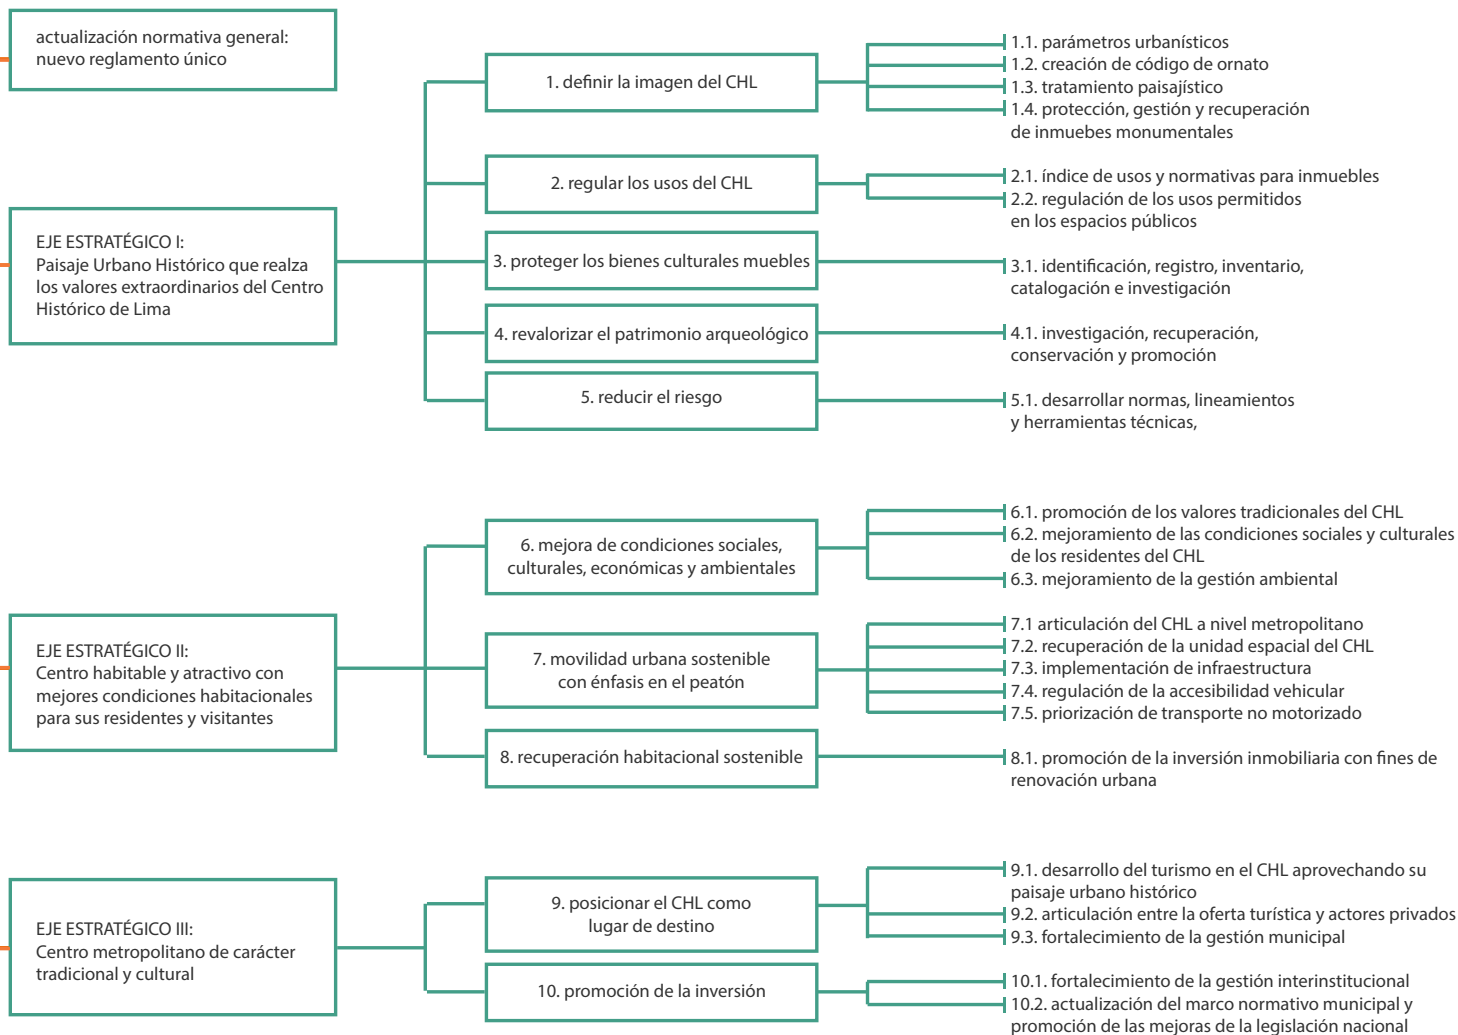 actualización normativa general:
nuevo reglamento único
EJE ESTRATÉGICO I:
Paisaje Urbano Histórico que realza
los valores extraordinarios del Centro
Histórico de Lima
1. definir la imagen del CHL
1.1. parámetros urbanísticos
1.2. creación de código de ornato
1.3. tratamiento paisajístico
1.4. protección, gestión y recuperación
de inmuebes monumentales
2. regular los usos del CHL
2.1. índice de usos y normativas para inmuebles
2.2. regulación de los usos permitidos
en los espacios públicos
3. proteger los bienes culturales muebles
3.1. identificación, registro, inventario,
catalogación e investigación
4. revalorizar el patrimonio arqueológico
4.1. investigación, recuperación,
conservación y promoción
5. reducir el riesgo
5.1. desarrollar normas, lineamientos
y herramientas técnicas,
EJE ESTRATÉGICO II:
Centro habitable y atractivo con
mejores condiciones habitacionales
para sus residentes y visitantes
6. mejora de condiciones sociales,
culturales, económicas y ambientales
6.1. promoción de los valores tradicionales del CHL
6.2. mejoramiento de las condiciones sociales y culturales
de los residentes del CHL
6.3. mejoramiento de la gestión ambiental
7. movilidad urbana sostenible
con énfasis en el peatón
7.1 articulación del CHL a nivel metropolitano
7.2. recuperación de la unidad espacial del CHL
7.3. implementación de infraestructura
7.4. regulación de la accesibilidad vehicular
7.5. priorización de transporte no motorizado
8. recuperación habitacional sostenible
8.1. promoción de la inversión inmobiliaria con fines de
renovación urbana
EJE ESTRATÉGICO III:
Centro metropolitano de carácter
tradicional y cultural
9. posicionar el CHL como
lugar de destino
9.1. desarrollo del turismo en el CHL aprovechando su
paisaje urbano histórico
9.2. articulación entre la oferta turística y actores privados
9.3. fortalecimiento de la gestión municipal
10. promoción de la inversión
10.1. fortalecimiento de la gestión interinstitucional
10.2. actualización del marco normativo municipal y
promoción de las mejoras de la legislación nacional